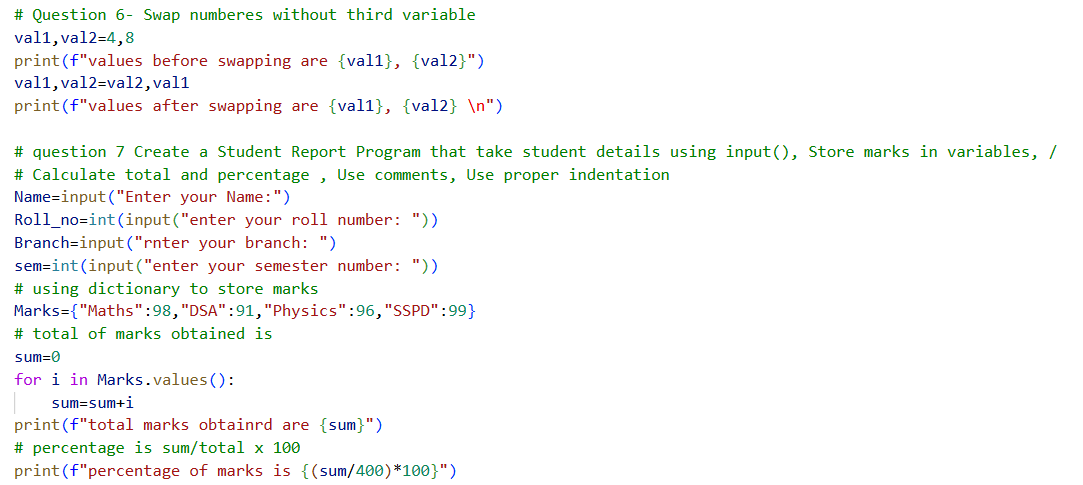 # Question 6- Swap numberes without third variable
val1,val2=4,8
print(f"values before swapping are {val1}, {val2}")
val1,val2=val2,val1
print(f"values after swapping are {val1}, {val2} \n")
# question 7 Create a Student Report Program that take student details using input(), Store marks in variables, /
# Calculate total and percentage , Use comments, Use proper indentation
Name=input("Enter your Name:")
Roll_no=int(input("enter your roll number: "))
Branch=input("rnter your branch: ")
sem=int(input("enter your semester number: "))
# using dictionary to store marks
Marks={"Maths":98,"DSA":91,"Physics":96,"SSPD":99}
# total of marks obtained is
sum=0
for i in Marks.values():
    sum=sum+i
print(f"total marks obtainrd are {sum}")
# percentage is sum/total x 100
print(f"percentage of marks is {(sum/400)*100}")